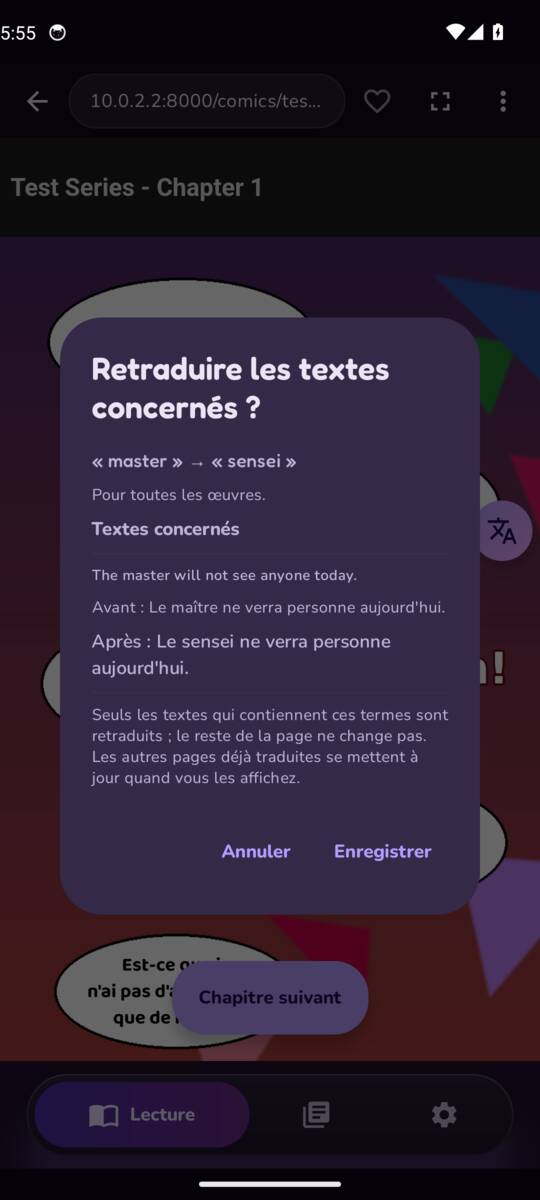 5:55
10.0.2.2:8000/comics/tes...
Test Series - Chapter 1
Retraduire les textes
concernés ?
« master » → « sensei »
Pour toutes les œuvres.
Textes concernés
The master will not see anyone today.
Avant : Le maître ne verra personne aujourd'hui.
Après : Le sensei ne verra personne
aujourd'hui.
!
Seuls les textes qui contiennent ces termes sont
retraduits ; le reste de la page ne change pas.
Les autres pages déjà traduites se mettent à
jour quand vous les affichez.
Annuler Enregistrer
Est-ce
n'ai pas
que de
Chapitre suivant
Lecture